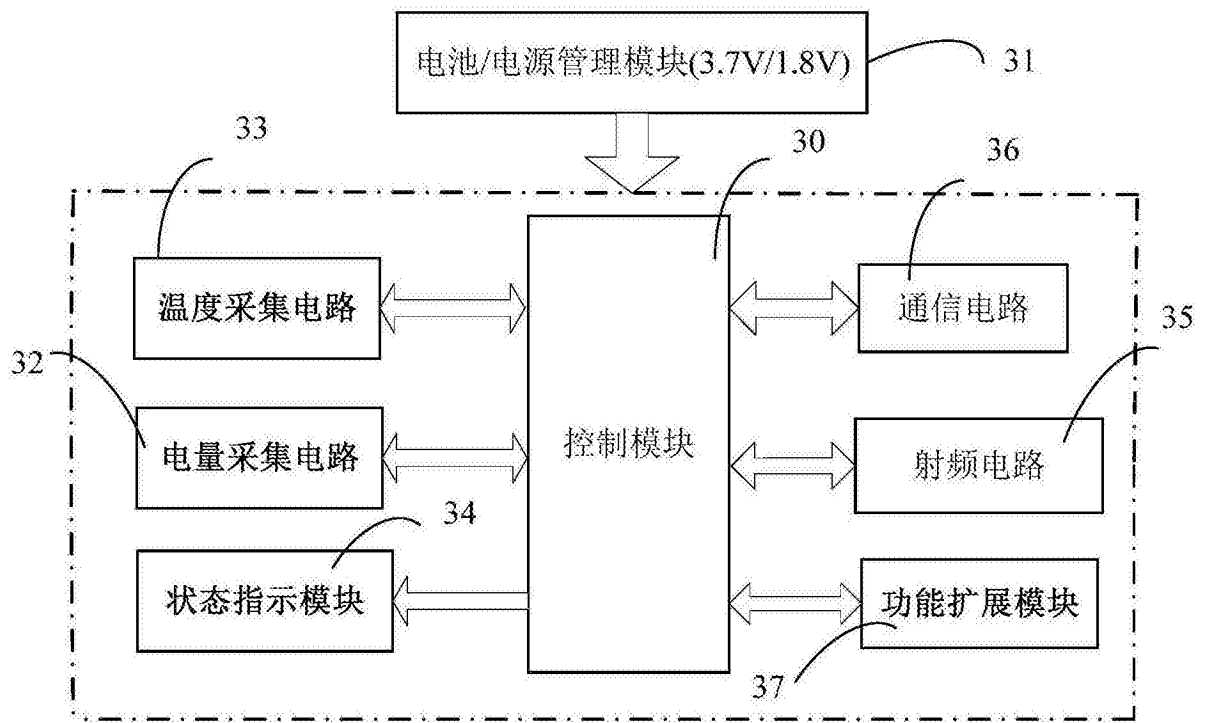 电池/电源管理模块(3.7V/1.8V)
31
33
30
36
温度采集电路
通信电路
35
32
电量采集电路
控制模块
射频电路
34
状态指示模块
功能扩展模块
37